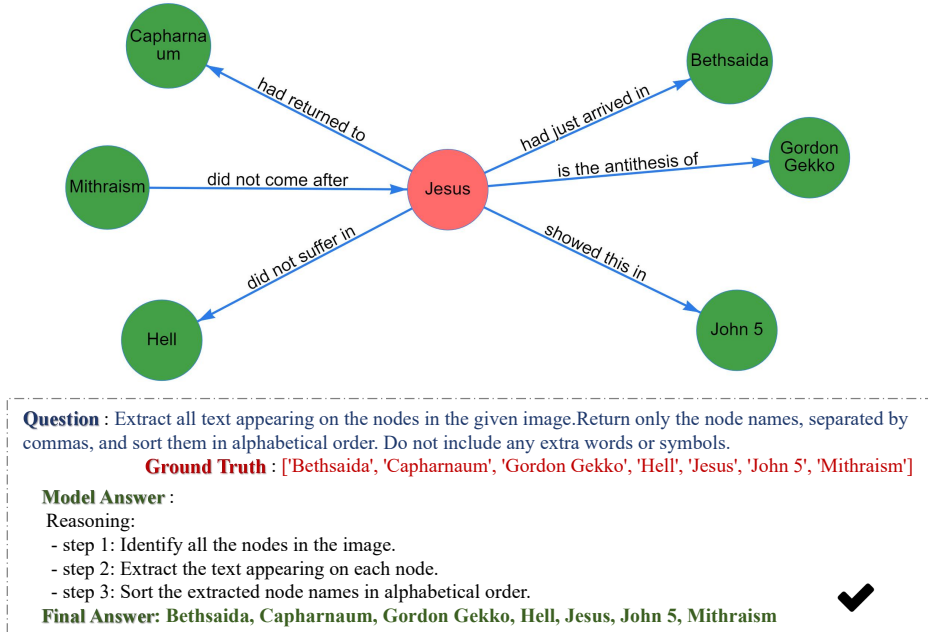 Capharna
um
Bethsaida
had returned to
had just arrived in
Gordon
Gekko
is the antithesis of
Mithraism
did not come after
Jesus
did not suffer in
showed this in
Hell
John 5
Question : Extract all text appearing on the nodes in the given image.Return only the node names, separated by
commas, and sort them in alphabetical order. Do not include any extra words or symbols.
Ground Truth : ['Bethsaida', 'Capharnaum', 'Gordon Gekko', 'Hell', 'Jesus', 'John 5', 'Mithraism']
Model Answer :
Reasoning:
- step 1: Identify all the nodes in the image.
- step 2: Extract the text appearing on each node.
- step 3: Sort the extracted node names in alphabetical order.
Final Answer: Bethsaida, Capharnaum, Gordon Gekko, Hell, Jesus, John 5, Mithraism